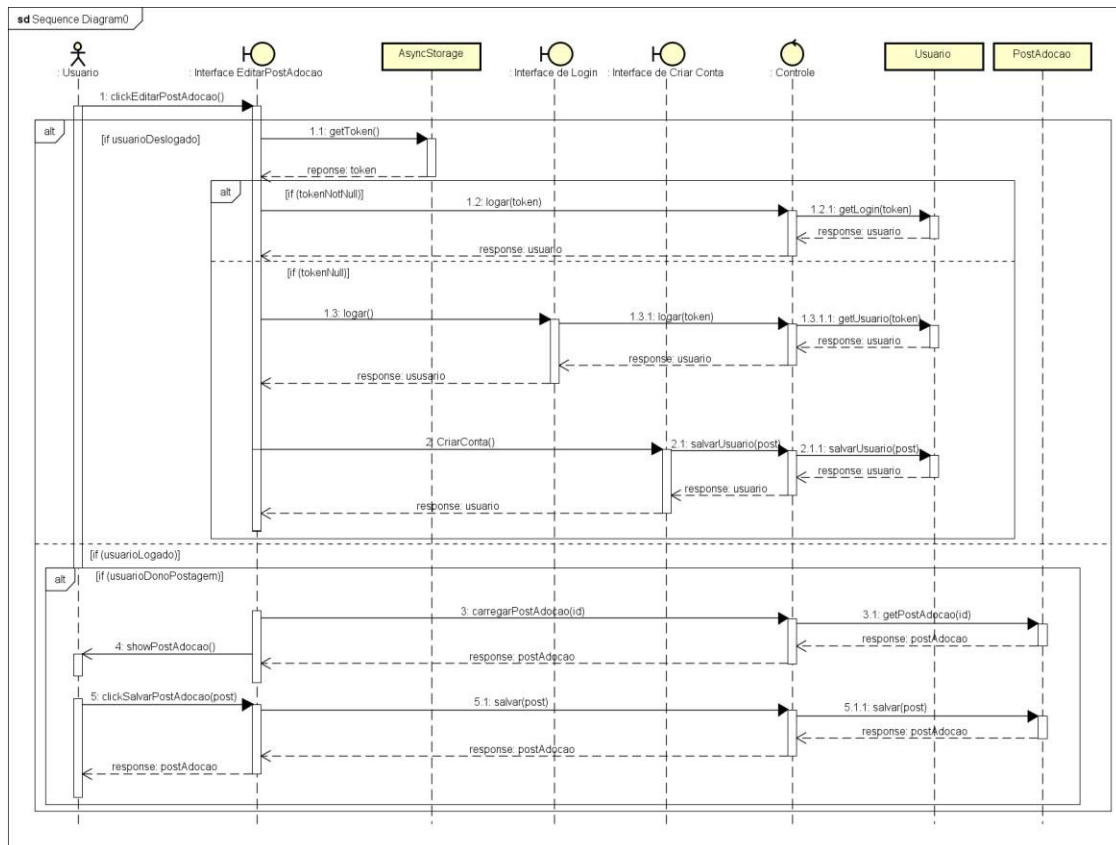 sd Sequence Diagram0
: Usuario
: Interface EditarPostAdocao
AsyncStorage
: Interface de Login
: Interface de Criar Conta
: Controle
Usuario
PostAdocao
1: clickEditarPostAdocao()
alt
[if usuarioDeslogado]
1.1: getToken()
reponse: token
alt
[if (tokenNotNull)]
1.2: logar(token)
1.2.1: getLogin(token)
response: usuario
response: usuario
[if (tokenNull)]
1.3: logar()
1.3.1: logar(token)
1.3.1.1: getUsuario(token)
response: usuario
response: usuario
response: ususario
2: CriarConta()
2.1: salvarUsuario(post)
2.1.1: salvarUsuario(post)
response: usuario
response: usuario
response: usuario
[if (usuarioLogado)]
alt
[if (usuarioDonoPostagem)]
3: carregarPostAdocao(id)
3.1: getPostAdocao(id)
response: postAdocao
4: showPostAdocao()
response: postAdocao
5: clickSalvarPostAdocao(post)
5.1: salvar(post)
5.1.1: salvar(post)
response: postAdocao
response: postAdocao
response: postAdocao